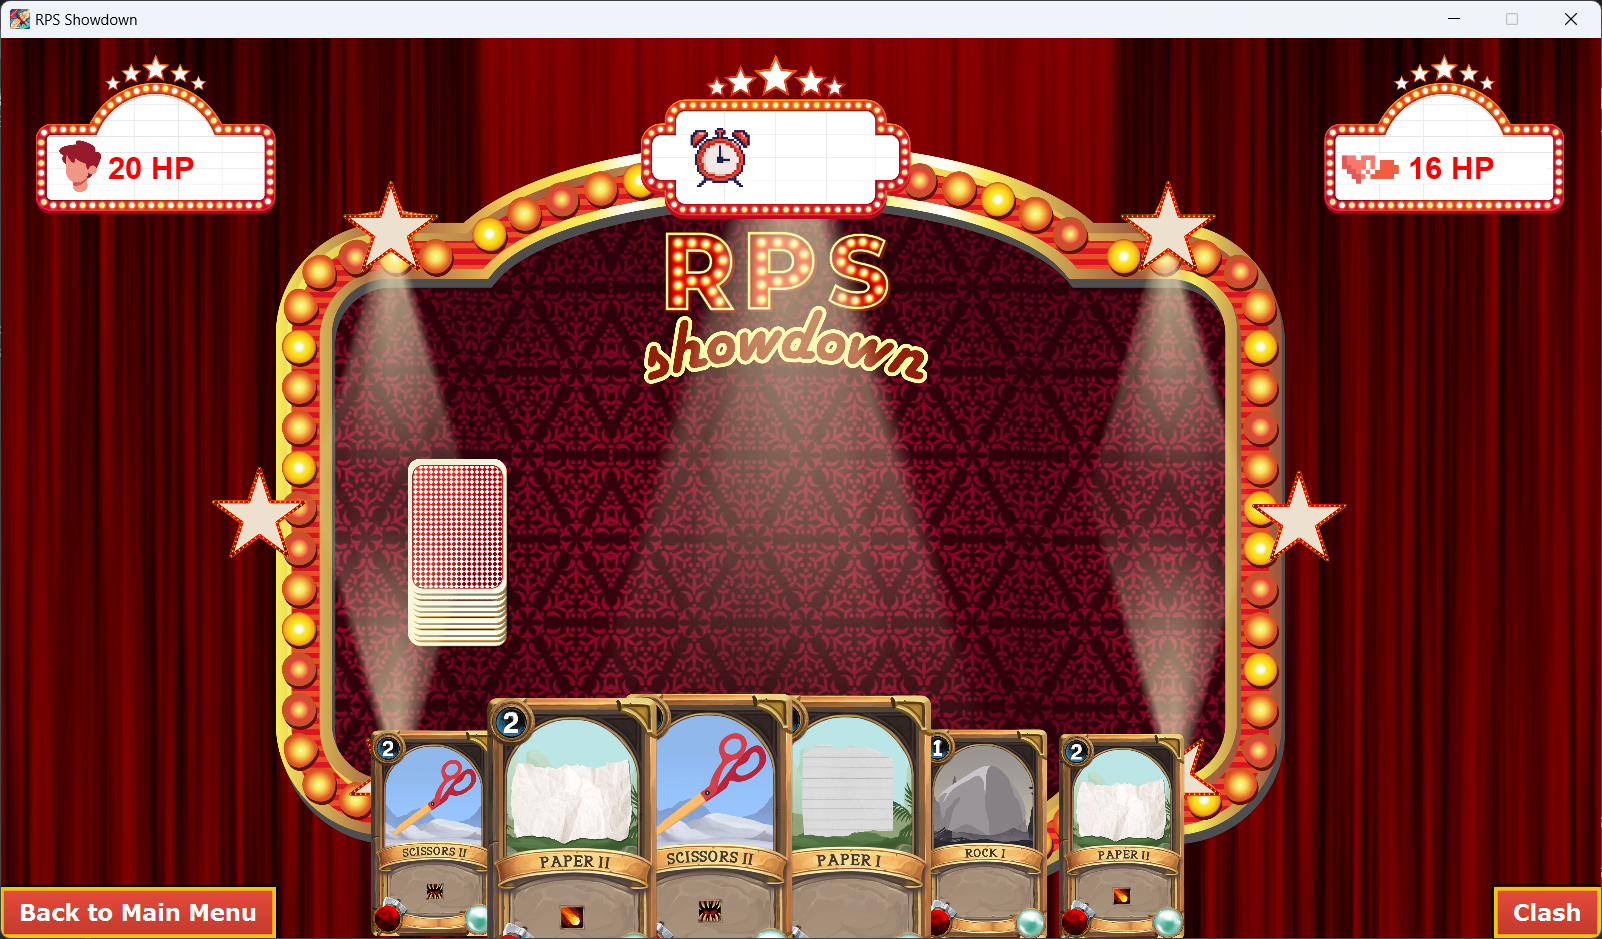 RPS Showdown
20 HP
16 HP
RPS
showdown
2
SCISSORS II
2
PAPER II
SCISSORS II
PAPER I
1
ROCK I
2
PAPER II
Back to Main Menu
Clash